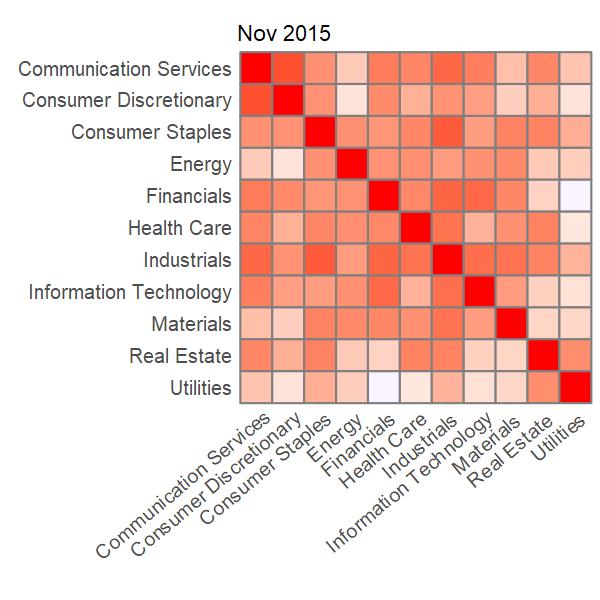 Nov 2015
Communication Services
Consumer Discretionary
Consumer Staples
Energy
Financials
Health Care
Industrials
Information Technology
Materials
Real Estate
Utilities
Communication Services
Consumer Discretionary
Consumer Staples
Energy
Financials
Health Care
Industrials
Information Technology
Materials
Real Estate
Utilities